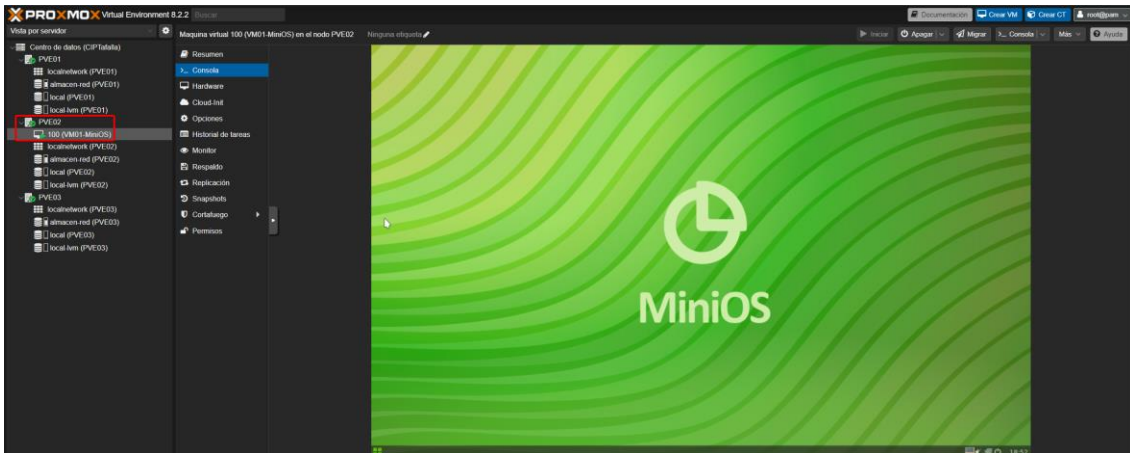 PROXMOX Virtual Environment 8.2.2 Buscar
Documentación Crear VM Crear CT root@pam
Vista por servidor
Maquina virtual 100 (VM01-MiniOS) en el nodo PVE02 Ninguna etiqueta
Iniciar Apagar Migrar Consola Más Ayuda
Centro de datos (CIPTafalla)
PVE01
localnetwork (PVE01)
almacen-red (PVE01)
local (PVE01)
local-lvm (PVE01)
PVE02
100 (VM01-MiniOS)
localnetwork (PVE02)
almacen-red (PVE02)
local (PVE02)
local-lvm (PVE02)
PVE03
localnetwork (PVE03)
almacen-red (PVE03)
local (PVE03)
local-lvm (PVE03)
Resumen
Consola
Hardware
Cloud-Init
Opciones
Historial de tareas
Monitor
Respaldo
Replicación
Snapshots
Cortafuego
Permisos
MiniOS